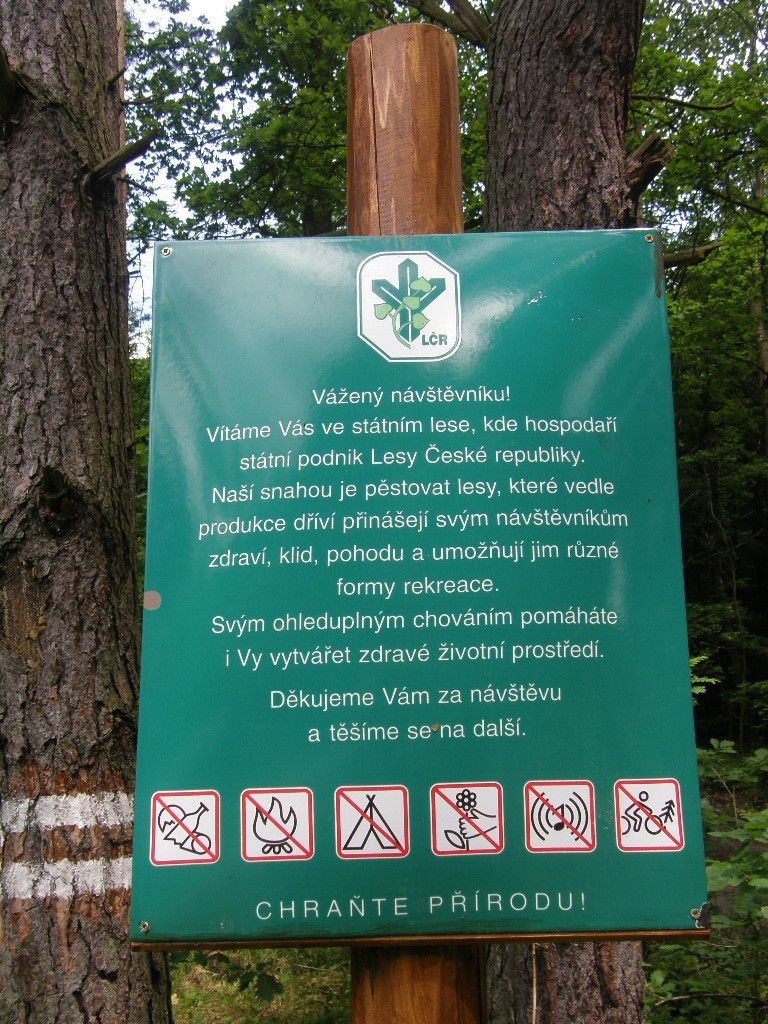 LČR
Vážený návštěvníku!
Vítáme Vás ve státním lese, kde hospodaří
státní podnik Lesy České republiky.
Naší snahou je pěstovat lesy, které vedle
produkce dříví přinášejí svým návštěvníkům
zdraví, klid, pohodu a umožňují jim různé
formy rekreace.
Svým ohleduplným chováním pomáháte
i Vy vytvářet zdravé životní prostředí.
Děkujeme Vám za návštěvu
a těšíme se na další.
CHRAŇTE PŘÍRODU!